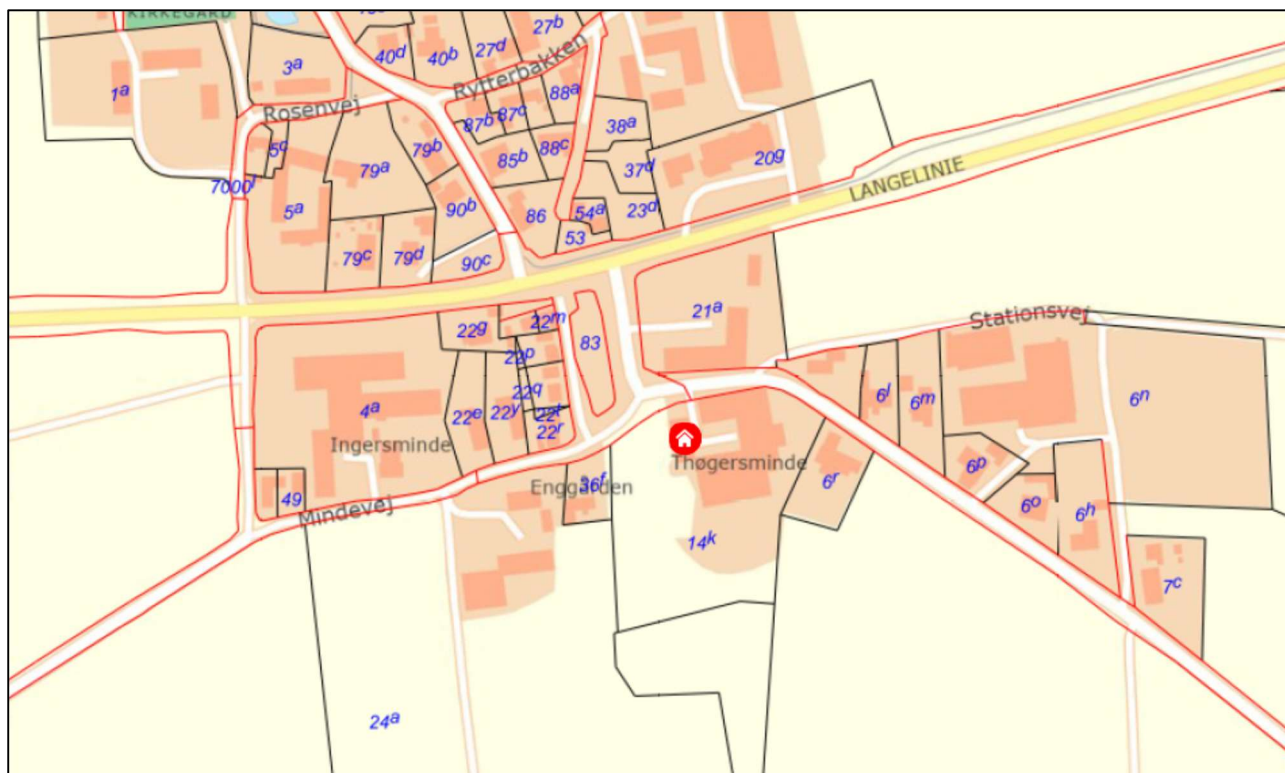 KIRKEGÅRD
3a
40d
40b
27d
27b
1a
Rosenvej
Rytterbakken
88a
87b
87c
38a
5c
79a
79b
85b
88c
37d
20g
7000
LANGELINIE
5a
90b
86
54a
23d
53
79c
79d
90c
22g
22m
21a
Stationsvej
83
22p
22q
6l
6m
6n
4a
22e
22y
22t
22r
Ingersminde
Thøgersminde
6r
6p
Enggården
36f
49
Mindevej
6o
6h
14k
7c
24a